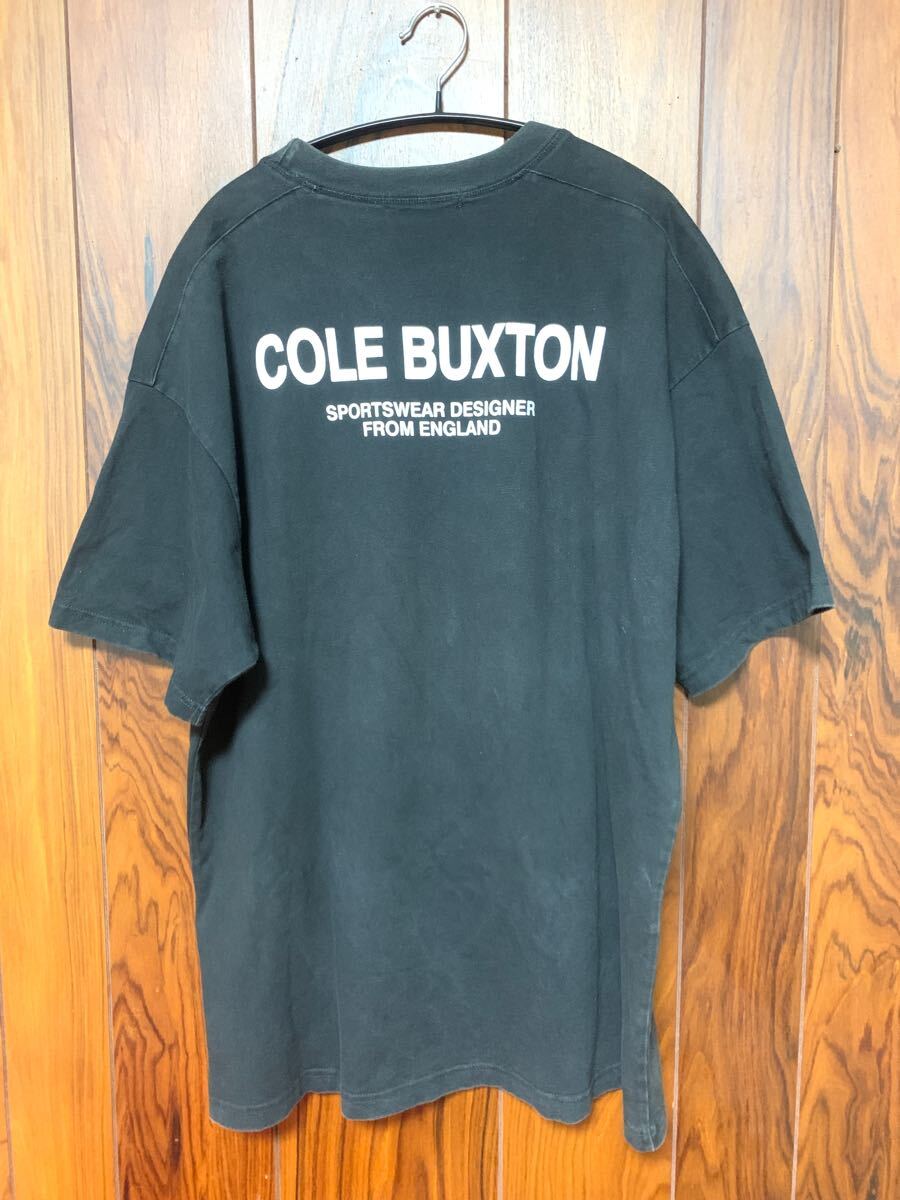 COLE BUXTON
SPORTSWEAR DESIGNER
FROM ENGLAND